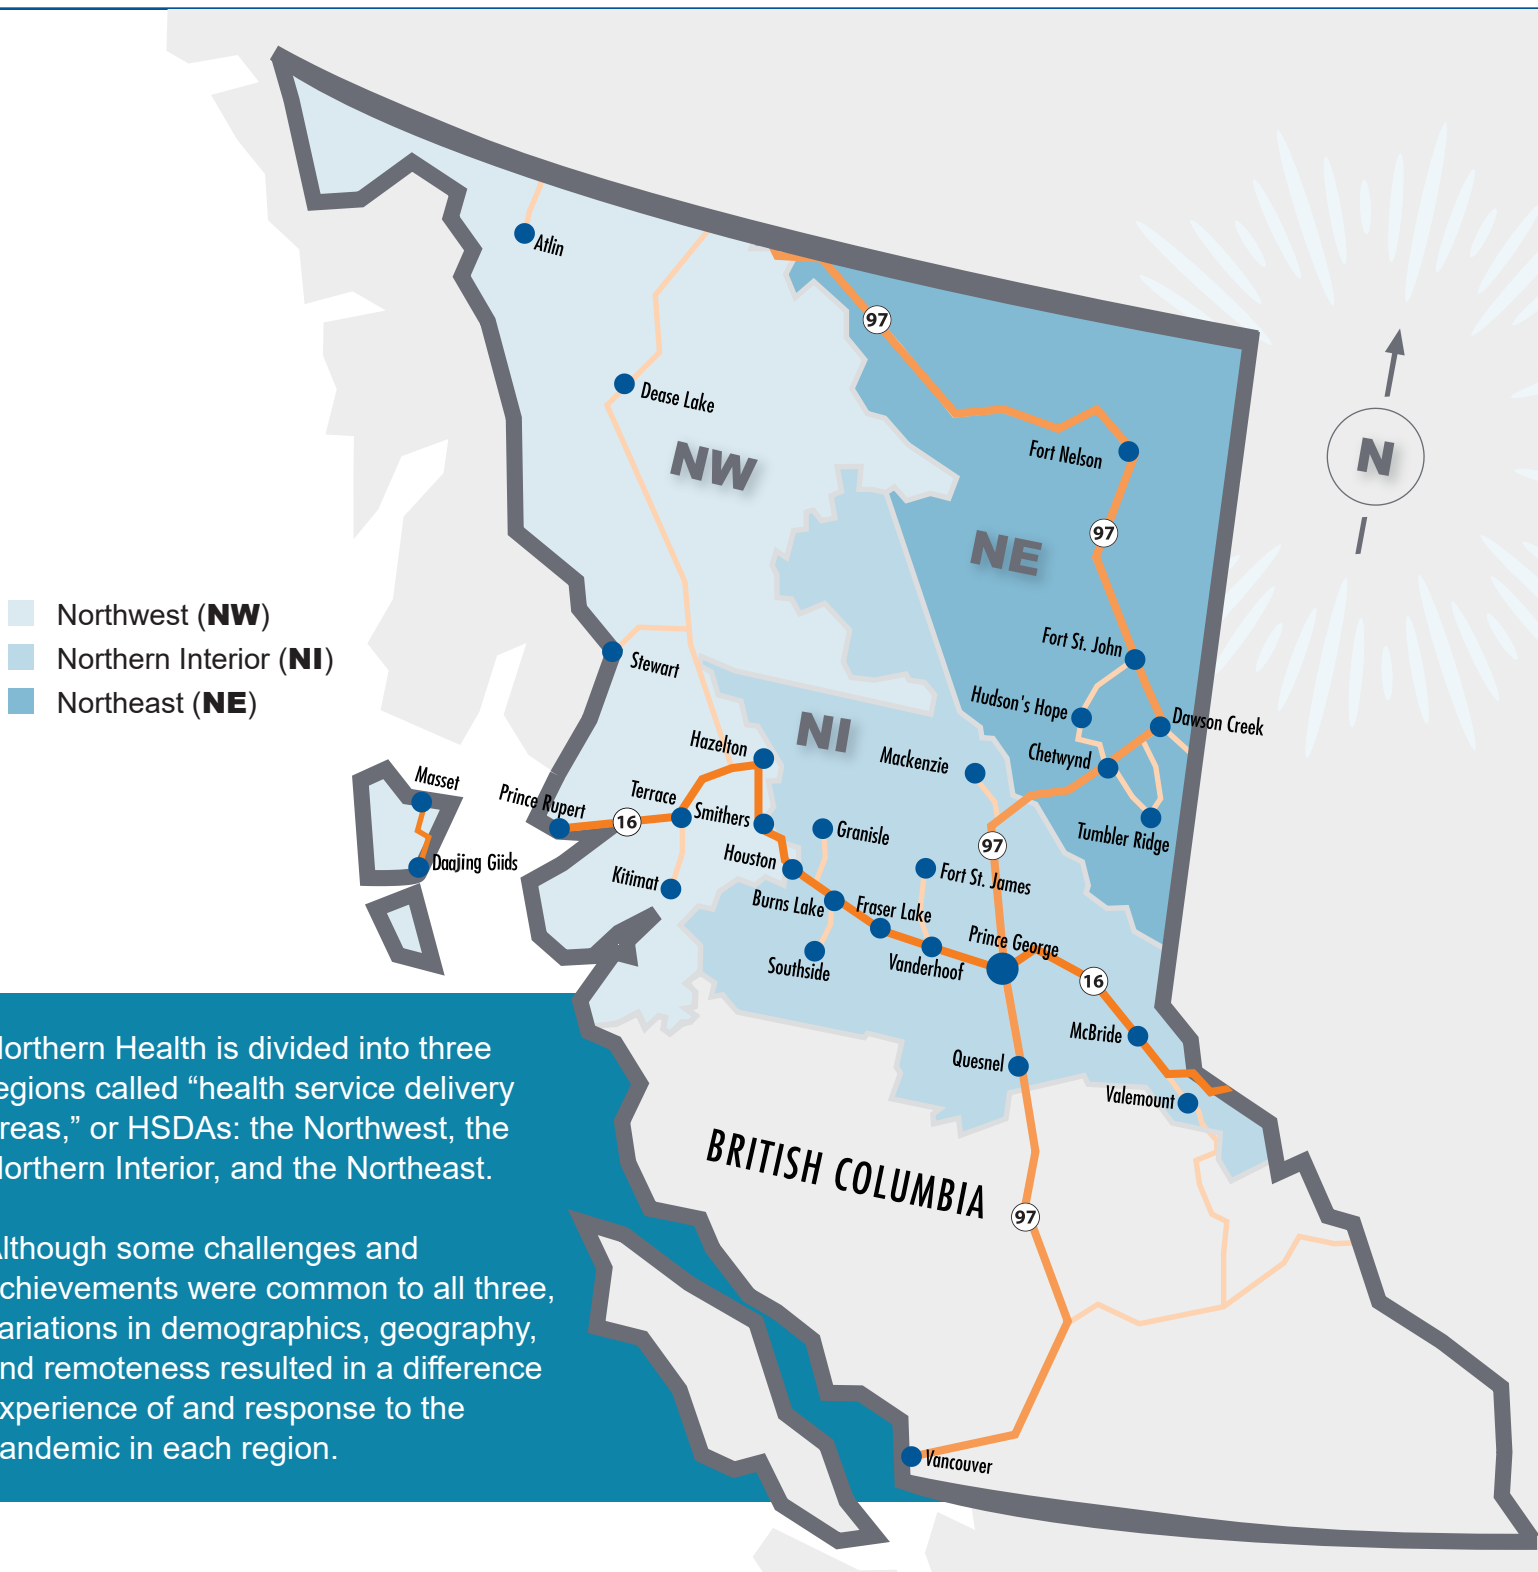 Atlin
97
Dease Lake
Fort Nelson
NW
N
97
NE
Northwest (NW)
Northern Interior (NI)
Northeast (NE)
Fort St. John
Stewart
Hudson's Hope
Dawson Creek
NI
Hazelton
Mackenzie
Chetwynd
Masset
Prince Rupert
Terrace
16
Smithers
Granisle
Tumbler Ridge
97
Daajing Giids
Houston
Kitimat
Fort St. James
Burns Lake
Fraser Lake
Prince George
Southside
Vanderhoof
16
McBride
Quesnel
Valemount
orthern Health is divided into three
egions called “health service delivery
reas,” or HSDAs: the Northwest, the
orthern Interior, and the Northeast.
lthough some challenges and
chievements were common to all three,
ariations in demographics, geography,
nd remoteness resulted in a difference
xperience of and response to the
andemic in each region.
BRITISH COLUMBIA
97
Vancouver